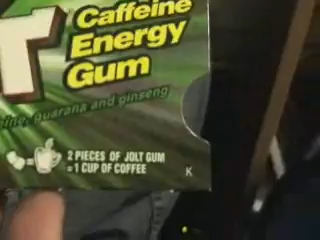 T
Caffeine
Energy
Gum
guarana and ginseng
2 PIECES OF JOLT GUM
= 1 CUP OF COFFEE
K